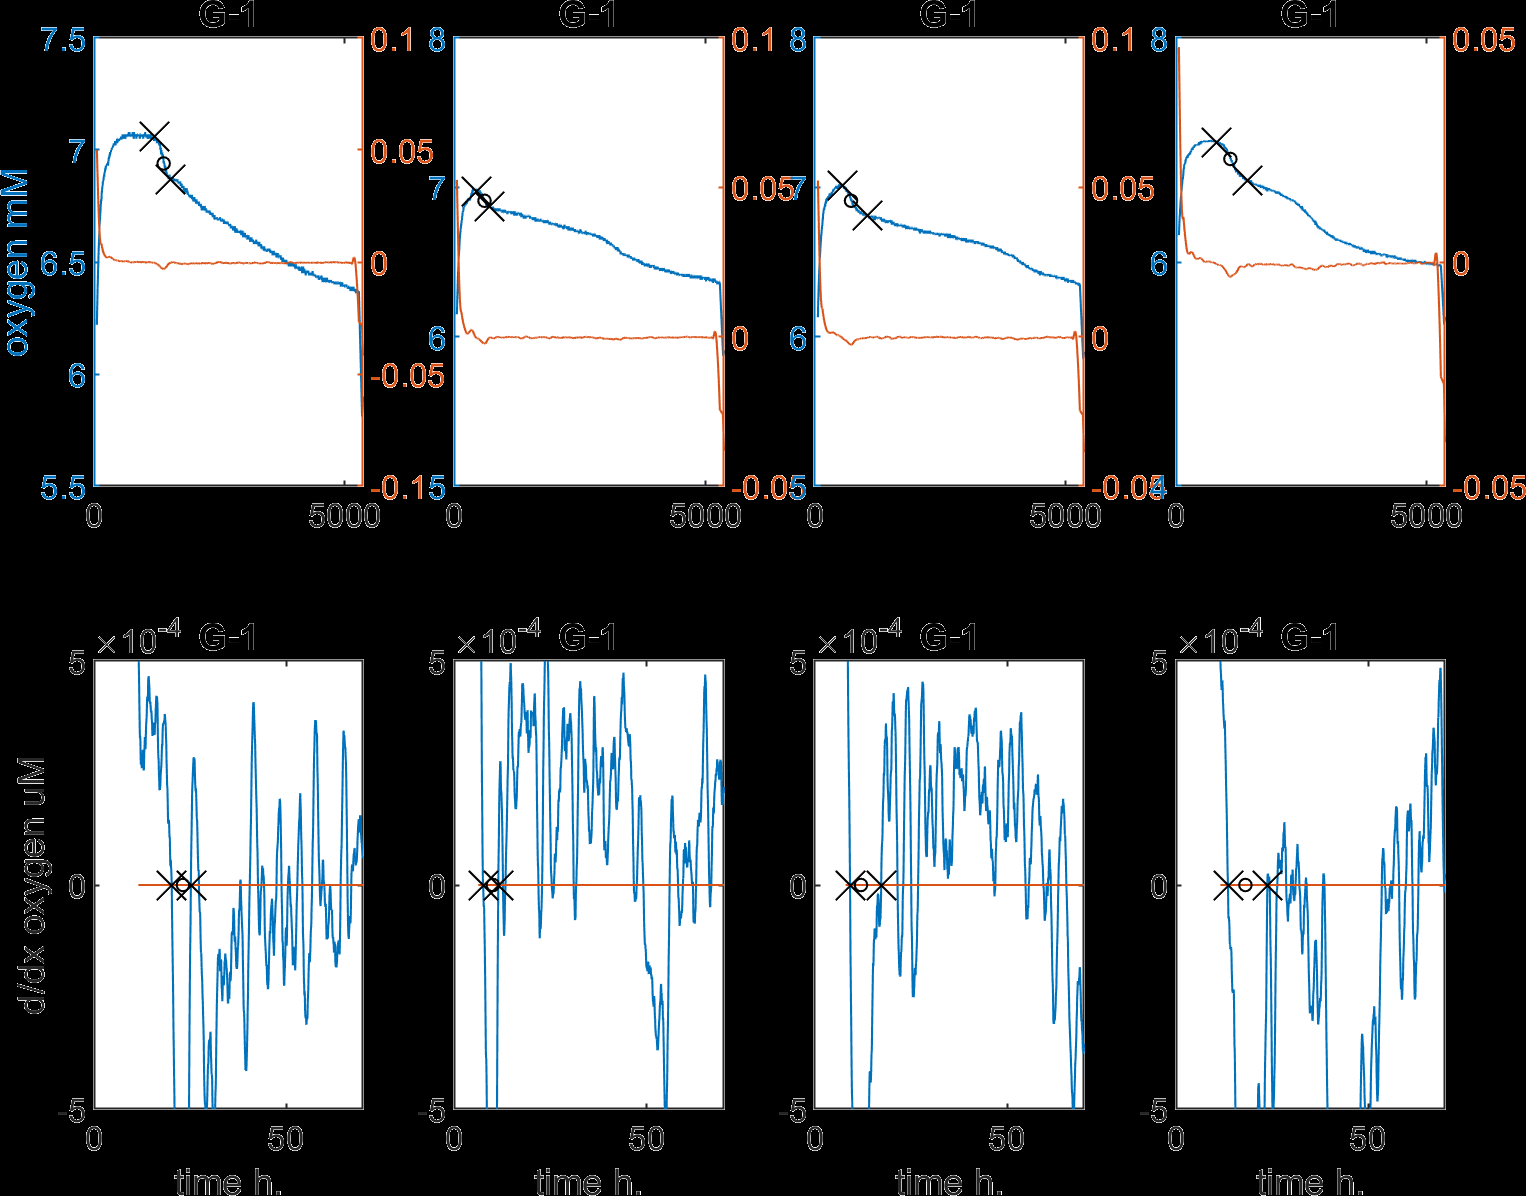 G-1 G-1 G-1 G-1
7.5 0.1 8 0.1 8 0.1 8 0.05
7 0.05 7 0.05 7 0.05
6.5 0 6 0
6 0 6 0
6 -0.05
5.5 -0.1 5 -0.05 5 -0.05 4 -0.05
0 5000 0 5000 0 5000 0 5000
oxygen mM
×10-4 G-1 ×10-4 G-1 ×10-4 G-1 ×10-4 G-1
5 5 5 5
0 0 0 0
-5 -5 -5 -5
0 50 0 50 0 50 0 50
d/dx oxygen uM
time h. time h. time h. time h.